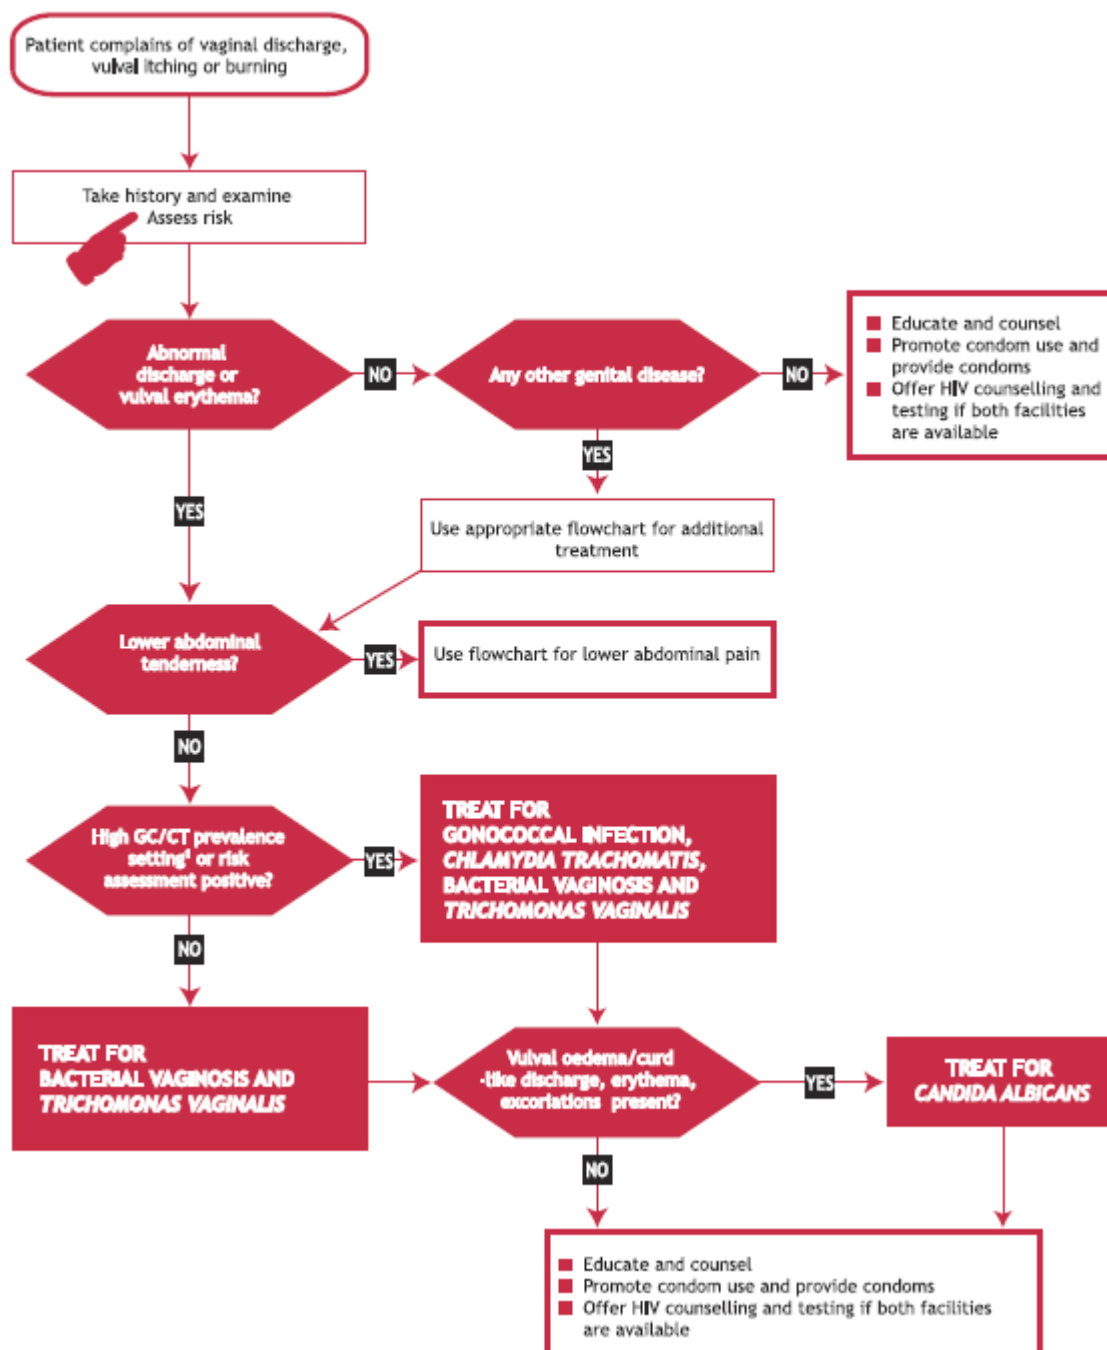 Patient complains of vaginal discharge,
vulval itching or burning
Take history and examine
Assess risk
Abnormal
discharge or
vulval erythema?
NO
Any other genital disease?
NO
Educate and counsel
Promote condom use and
provide condoms
Offer HIV counselling and
testing if both facilities
are available
YES
YES
Use appropriate flowchart for additional
treatment
Lower abdominal
tenderness?
YES
Use flowchart for lower abdominal pain
NO
High GC/CT prevalence
setting¹ or risk
assessment positive?
YES
TREAT FOR
GONOCOCCAL INFECTION,
CHLAMYDIA TRACHOMATIS,
BACTERIAL VAGINOSIS AND
TRICHOMONAS VAGINALIS
NO
TREAT FOR
BACTERIAL VAGINOSIS AND
TRICHOMONAS VAGINALIS
Vulval oedema/curd
-like discharge, erythema,
excoriations present?
YES
TREAT FOR
CANDIDA ALBICANS
NO
Educate and counsel
Promote condom use and provide condoms
Offer HIV counselling and testing if both facilities
are available